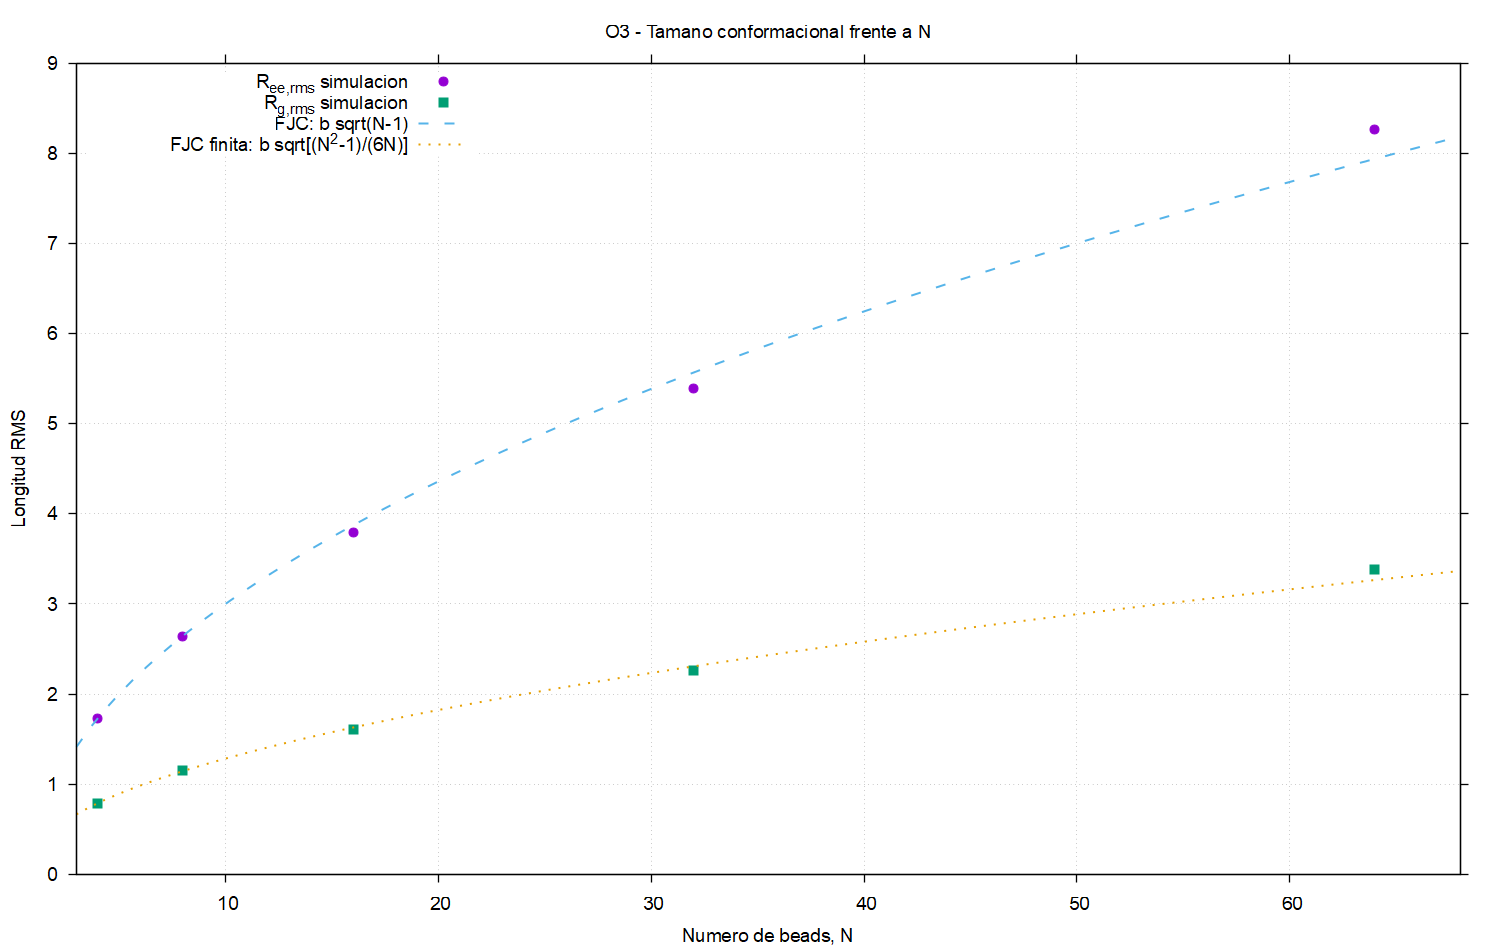 O3 - Tamano conformacional frente a N
R_ee,rms simulacion
R_g,rms simulacion
FJC: b sqrt(N-1)
FJC finita: b sqrt[(N²-1)/(6N)]
Longitud RMS
9
8
7
6
5
4
3
2
1
0
10 20 30 40 50 60
Numero de beads, N